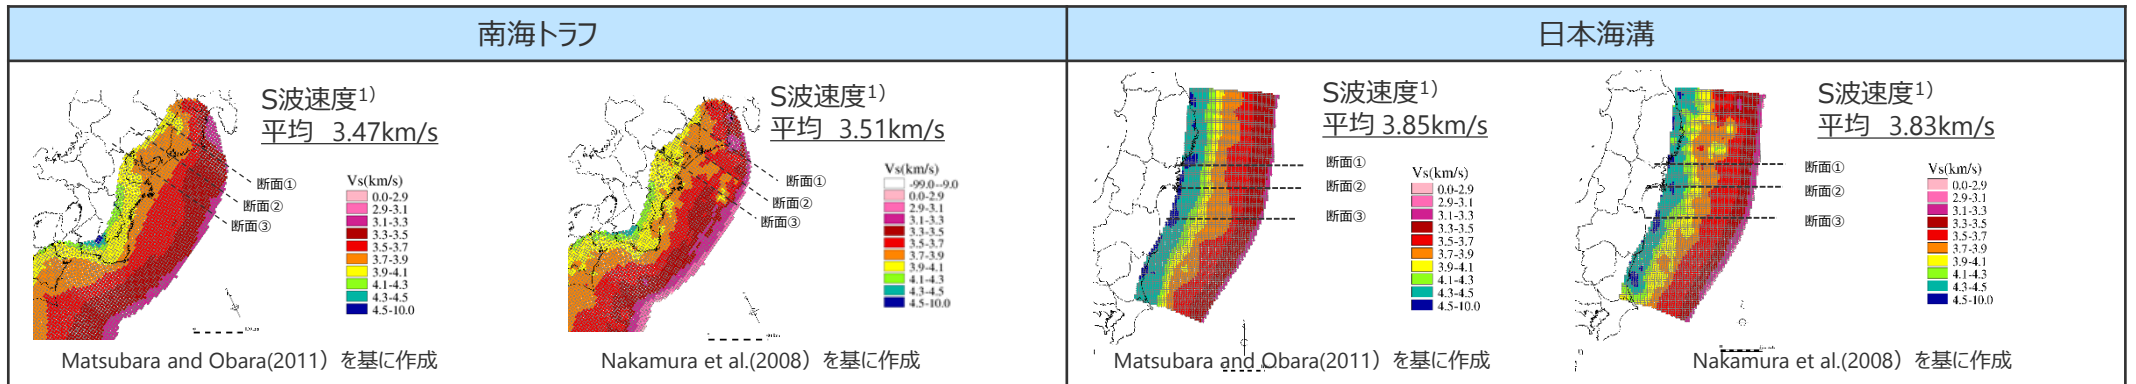 南海トラフ
日本海溝
S波速度1)
平均 3.47km/s
Vs(km/s)
0.0-2.9
2.9-3.1
3.1-3.3
3.3-3.5
3.5-3.7
3.7-3.9
3.9-4.1
4.1-4.3
4.3-4.5
4.5-10.0
断面①
断面②
断面③
Matsubara and Obara(2011）を基に作成
S波速度1)
平均 3.51km/s
Vs(km/s)
-99.0--9.0
0.0-2.9
2.9-3.1
3.1-3.3
3.3-3.5
3.5-3.7
3.7-3.9
3.9-4.1
4.1-4.3
4.3-4.5
4.5-10.0
断面①
断面②
断面③
Nakamura et al.(2008）を基に作成
S波速度1)
平均 3.85km/s
断面①
断面②
断面③
Vs(km/s)
0.0-2.9
2.9-3.1
3.1-3.3
3.3-3.5
3.5-3.7
3.7-3.9
3.9-4.1
4.1-4.3
4.3-4.5
4.5-10.0
Matsubara and Obara(2011）を基に作成
S波速度1)
平均 3.83km/s
断面①
断面②
断面③
Vs(km/s)
0.0-2.9
2.9-3.1
3.1-3.3
3.3-3.5
3.5-3.7
3.7-3.9
3.9-4.1
4.1-4.3
4.3-4.5
4.5-10.0
Nakamura et al.(2008）を基に作成